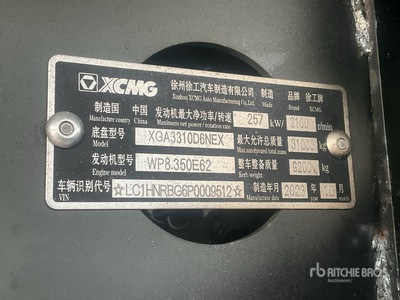 XCMG 徐州徐工汽车制造有限公司 制造 品牌 徐工牌
Xuzhou XCMG Auto Manufacturing Co., Ltd. Made Brand XCMG
制造国 中国 发动机最大净功率/转速 257 kW/ 2100 r/min
Manufacture country China Maximum net power / rotation rate
底盘型号 XGA3310D6NEX 最大允许总质量 31000 kg
Model Max.authorized total mass
发动机型号 WP8.350E62 整车整备质量 kg
Engine model Kerb weight
车辆识别代号 ☆LC1HNRBG6P0009512☆ 制造年月 2023 年 月
VIN year month
rb RITCHIE BROS
Auctioneers